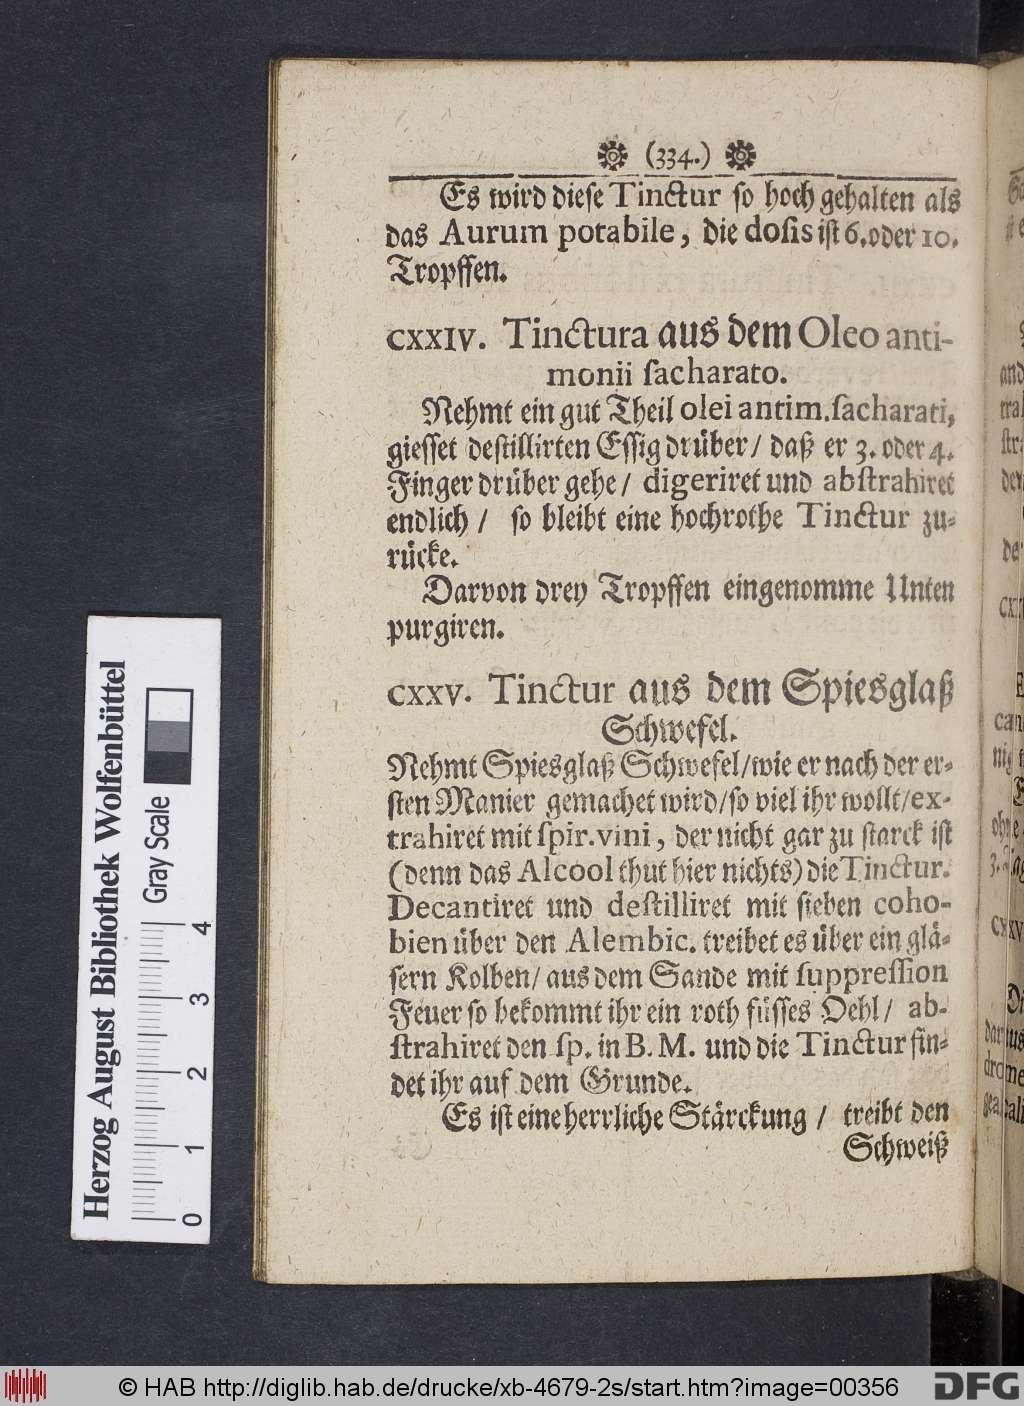 (334.)
Es wird diese Tinctur so hoch gehalten als
das Aurum potabile, die dosis ist 6. oder 10.
Tropffen.
CXXIV. Tinctura aus dem Oleo anti-
monii sacharato.
Nehmt ein gut Theil olei antim. sacharati,
giesset destillirten Essig drüber / daß er 3. oder 4.
Finger drüber gehe / digeriret und abstrahiret
endlich / so bleibt eine hochrothe Tinctur zu-
rücke.
Darvon drey Tropffen eingenomme Unten
purgiren.
CXXV. Tinctur aus dem Spiesglaß
Schwefel.
Nehmt Spiesglaß Schwefel / wie er nach der er-
sten Manier gemachet wird / so viel ihr wollt / ex-
trahiret mit spir. vini, der nicht gar zu starck ist
(denn das Alcool thut hier nichts) die Tinctur.
Decantiret und destilliret mit sieben coho-
bien über den Alembic. treibet es über ein glä-
sern Kolben / aus dem Sande mit suppression
Feuer so bekommt ihr ein roth süsses Oehl / ab-
strahiret den sp. in B. M. und die Tinctur fin-
det ihr auf dem Grunde.
Es ist eine herrliche Stärckung / treibt den
Schweiß
Herzog August Bibliothek Wolfenbüttel
Gray Scale
0 1 2 3 4
© HAB http://diglib.hab.de/drucke/xb-4679-2s/start.htm?image=00356
DFG